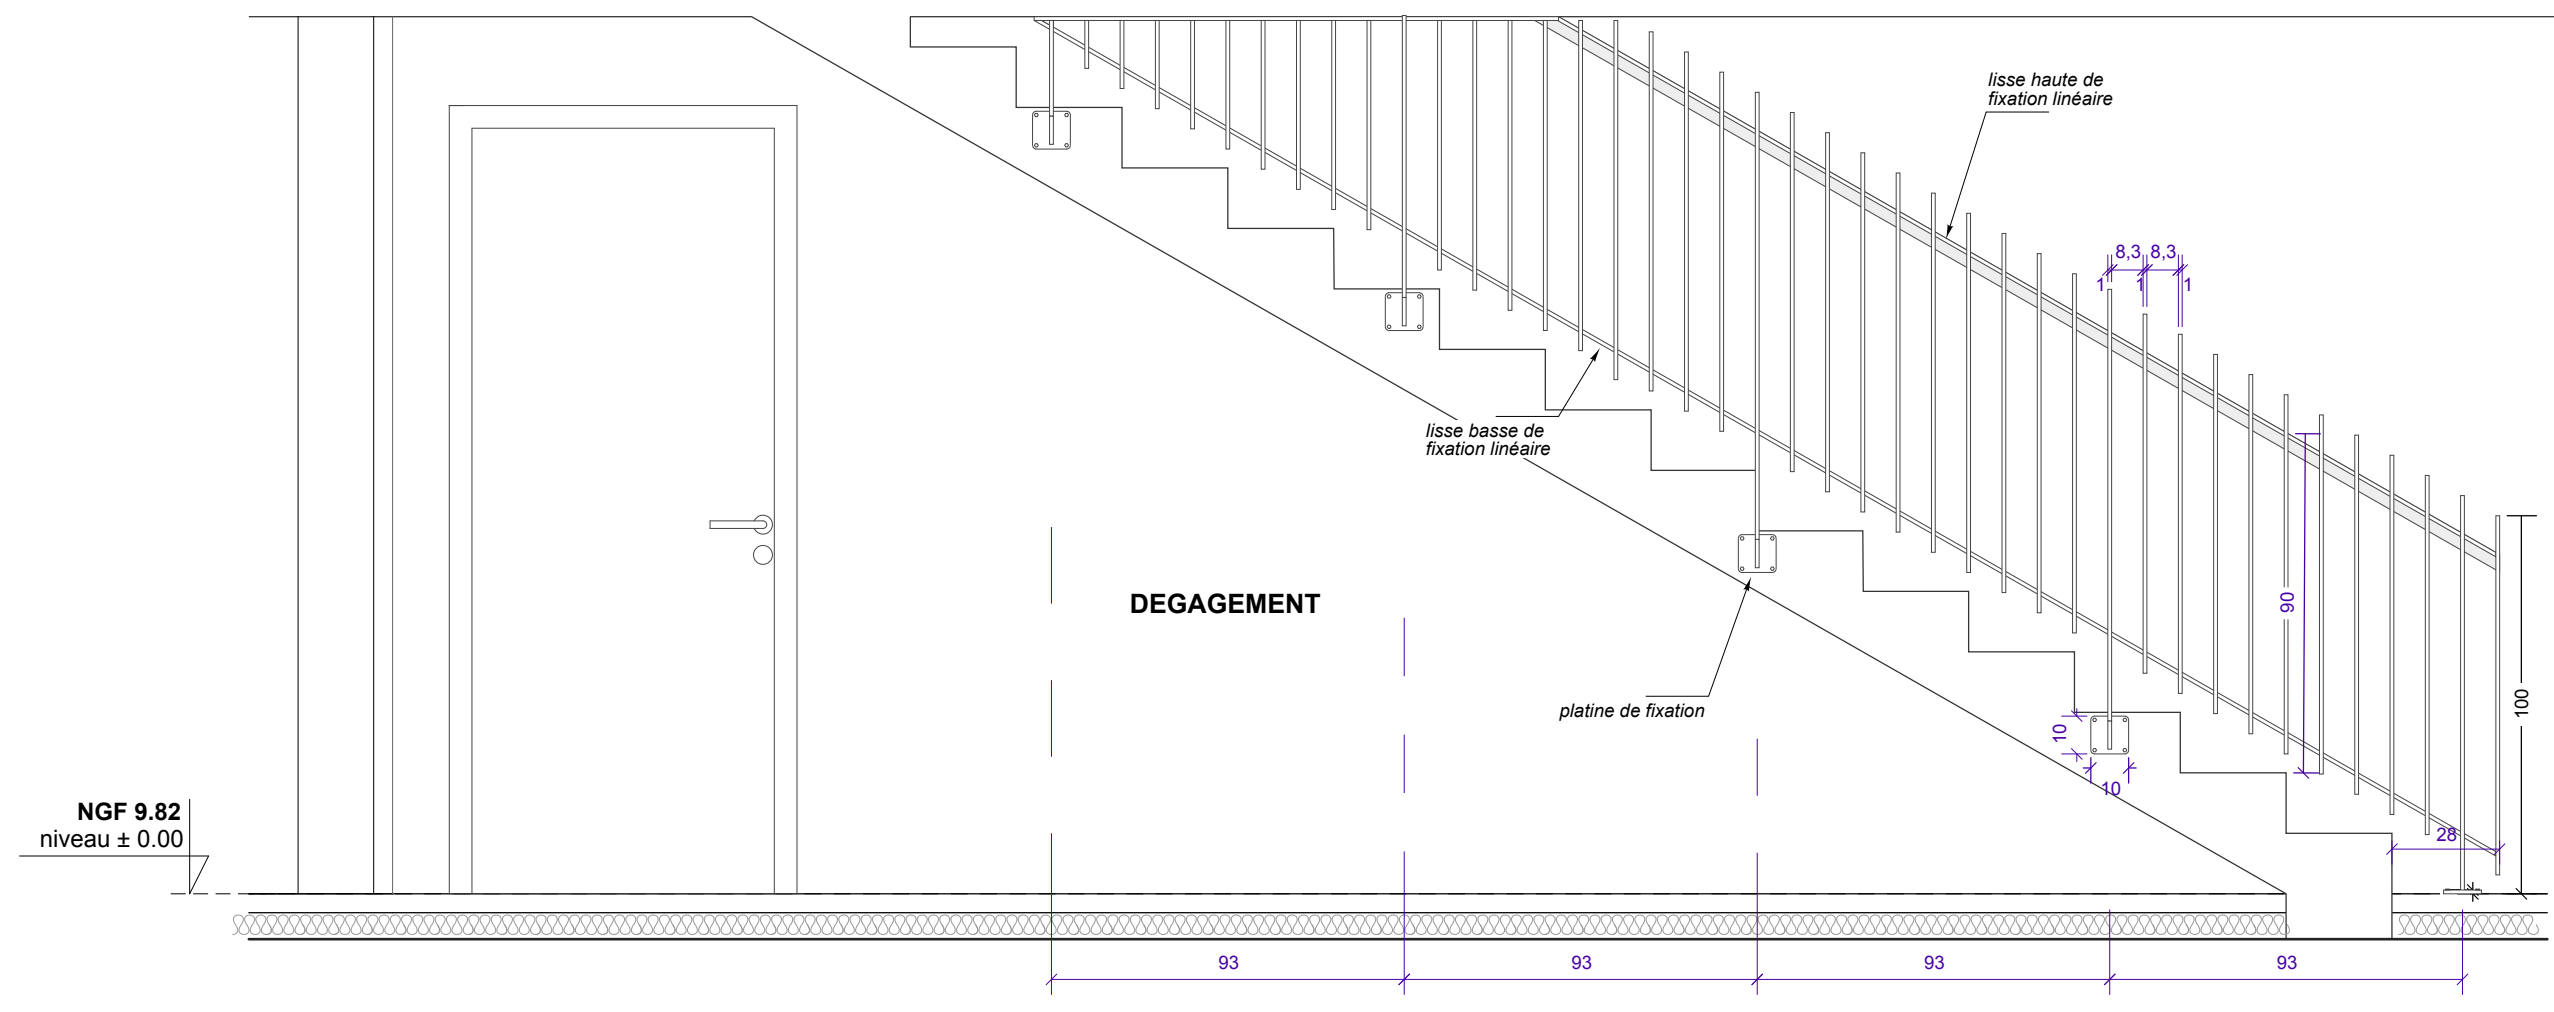 lisse haute de
fixation linéaire
8,3 8,3
1 1 1
lisse basse de
fixation linéaire
90
DEGAGEMENT
100
platine de fixation
10
10
NGF 9.82
niveau ± 0.00
28
93 93 93 93